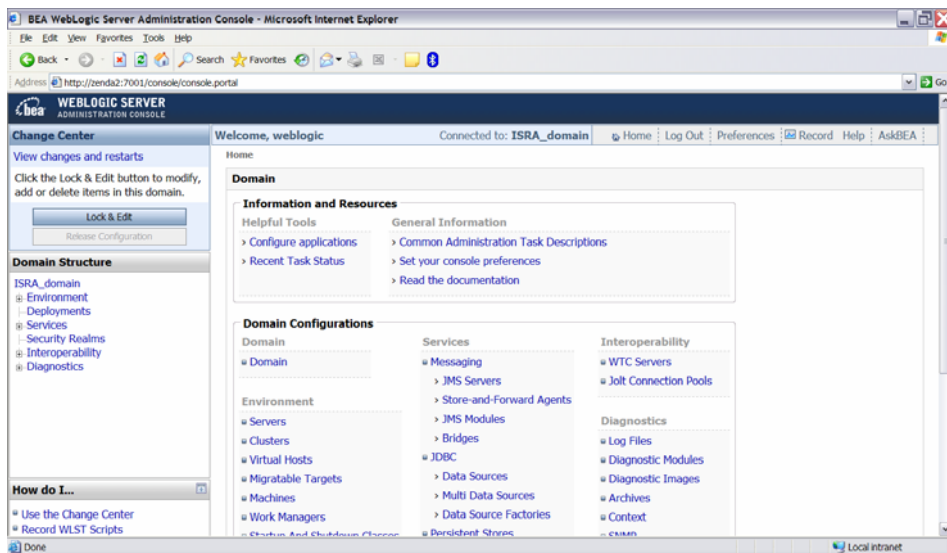 BEA WebLogic Server Administration Console - Microsoft Internet Explorer
File Edit View Favorites Tools Help
Back Search Favorites
Address http://zenda2:7001/console/console.portal Go
bea WEBLOGIC SERVER
ADMINISTRATION CONSOLE
Change Center
View changes and restarts
Click the Lock & Edit button to modify,
add or delete items in this domain.
Lock & Edit
Release Configuration
Domain Structure
ISRA_domain
Environment
Deployments
Services
Security Realms
Interoperability
Diagnostics
How do I...
Use the Change Center
Record WLST Scripts
Welcome, weblogic Connected to: ISRA_domain Home Log Out Preferences Record Help AskBEA
Home
Domain
Information and Resources
Helpful Tools
Configure applications
Recent Task Status
General Information
Common Administration Task Descriptions
Set your console preferences
Read the documentation
Domain Configurations
Domain
Domain
Environment
Servers
Clusters
Virtual Hosts
Migratable Targets
Machines
Work Managers
Startup And Shutdown Classes
Services
Messaging
JMS Servers
Store-and-Forward Agents
JMS Modules
Bridges
JDBC
Data Sources
Multi Data Sources
Data Source Factories
Persistent Stores
Interoperability
WTC Servers
Jolt Connection Pools
Diagnostics
Log Files
Diagnostic Modules
Diagnostic Images
Archives
Context
SNMP
Done Local intranet